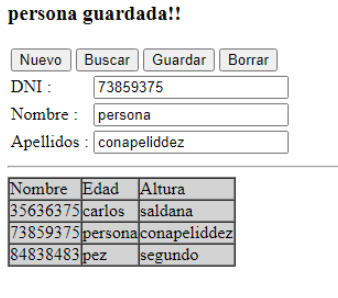 persona guardada!!
Nuevo Buscar Guardar Borrar
DNI : 73859375
Nombre : persona
Apellidos : conapeliddez
Nombre Edad Altura
35636375 carlos saldana
73859375 persona conapeliddez
84838483 pez segundo